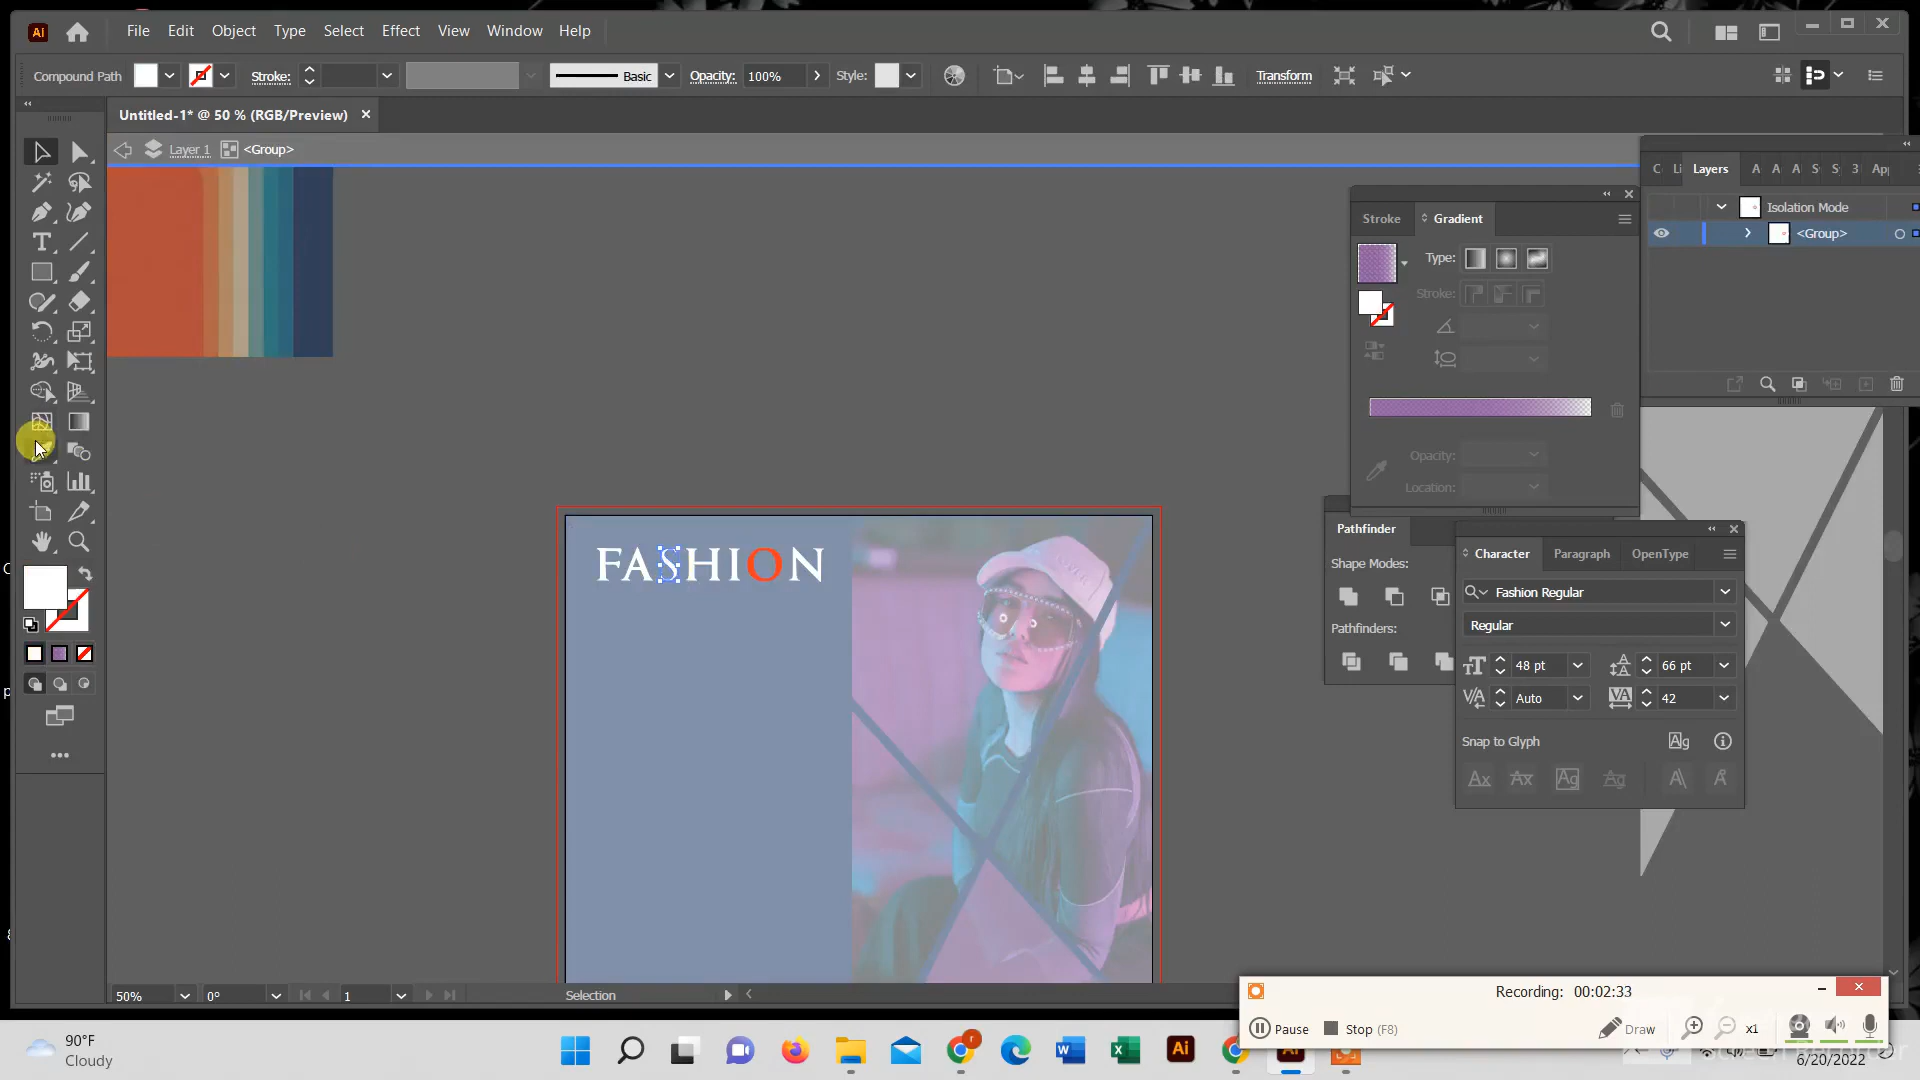 Ai File Edit Object Type Select Effect View Window Help
Compound Path Stroke: Basic Opacity: 100% Style: Transform
Untitled-1* @ 50 % (RGB/Preview)
Layer 1 <Group>
Layers
Isolation Mode
<Group>
Stroke Gradient
Type:
Stroke:
Opacity:
Location:
Pathfinder
Shape Modes:
Pathfinders:
Character Paragraph OpenType
Fashion Regular
Regular
48 pt 66 pt
Auto 42
Snap to Glyph
FASHION
50% 0° 1 Selection
Recording: 00:02:33
Pause Stop (F8) Draw x1
90°F
Cloudy
6/20/2022